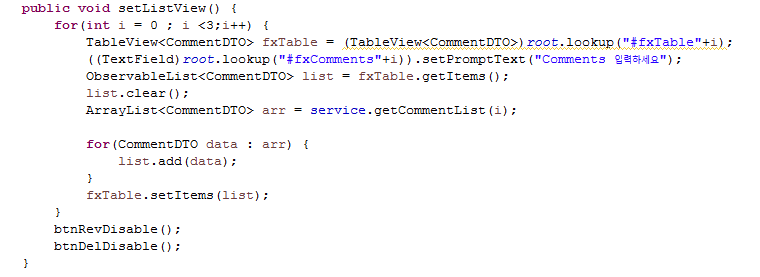 public void setListView() {
for(int i = 0 ; i <3;i++) {
TableView<CommentDTO> fxTable = (TableView<CommentDTO>)root.lookup("#fxTable"+i);
((TextField)root.lookup("#fxComments"+i)).setPromptText("Comments 입력하세요");
ObservableList<CommentDTO> list = fxTable.getItems();
list.clear();
ArrayList<CommentDTO> arr = service.getCommentList(i);
for(CommentDTO data : arr) {
list.add(data);
}
fxTable.setItems(list);
}
btnRevDisable();
btnDelDisable();
}